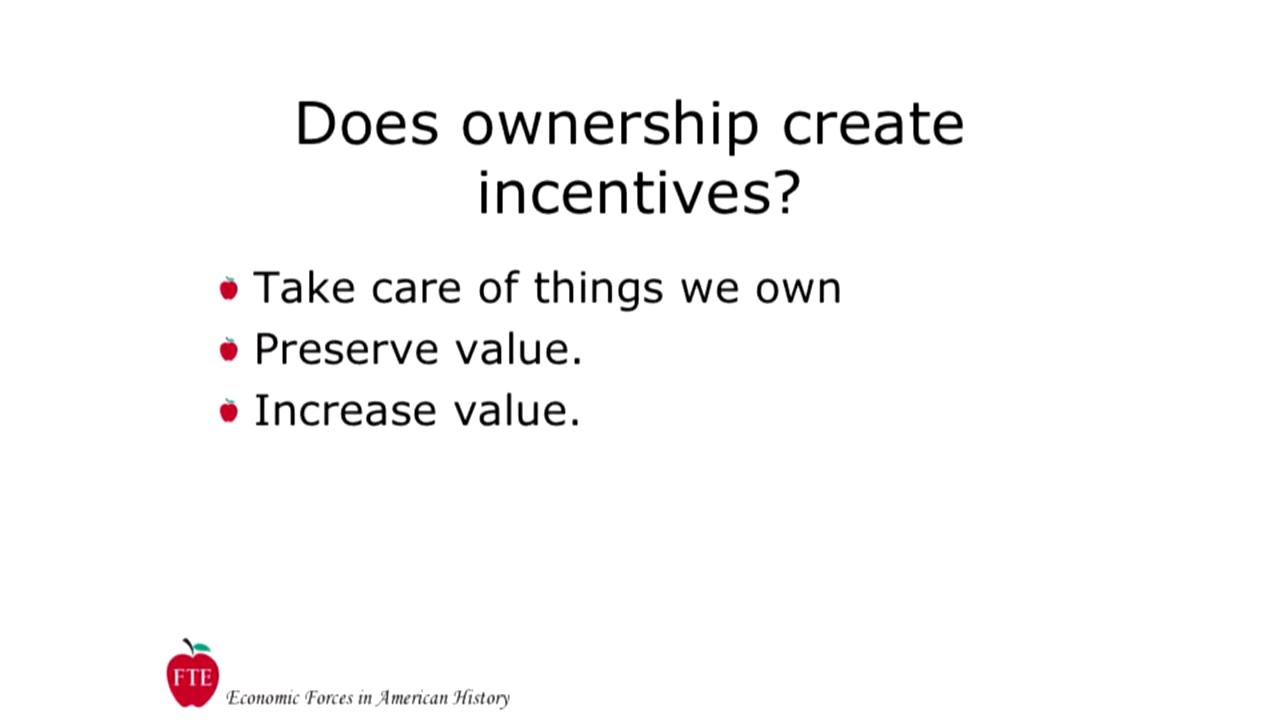 Does ownership create
incentives?
Take care of things we own
Preserve value.
Increase value.
FTE
Economic Forces in American History